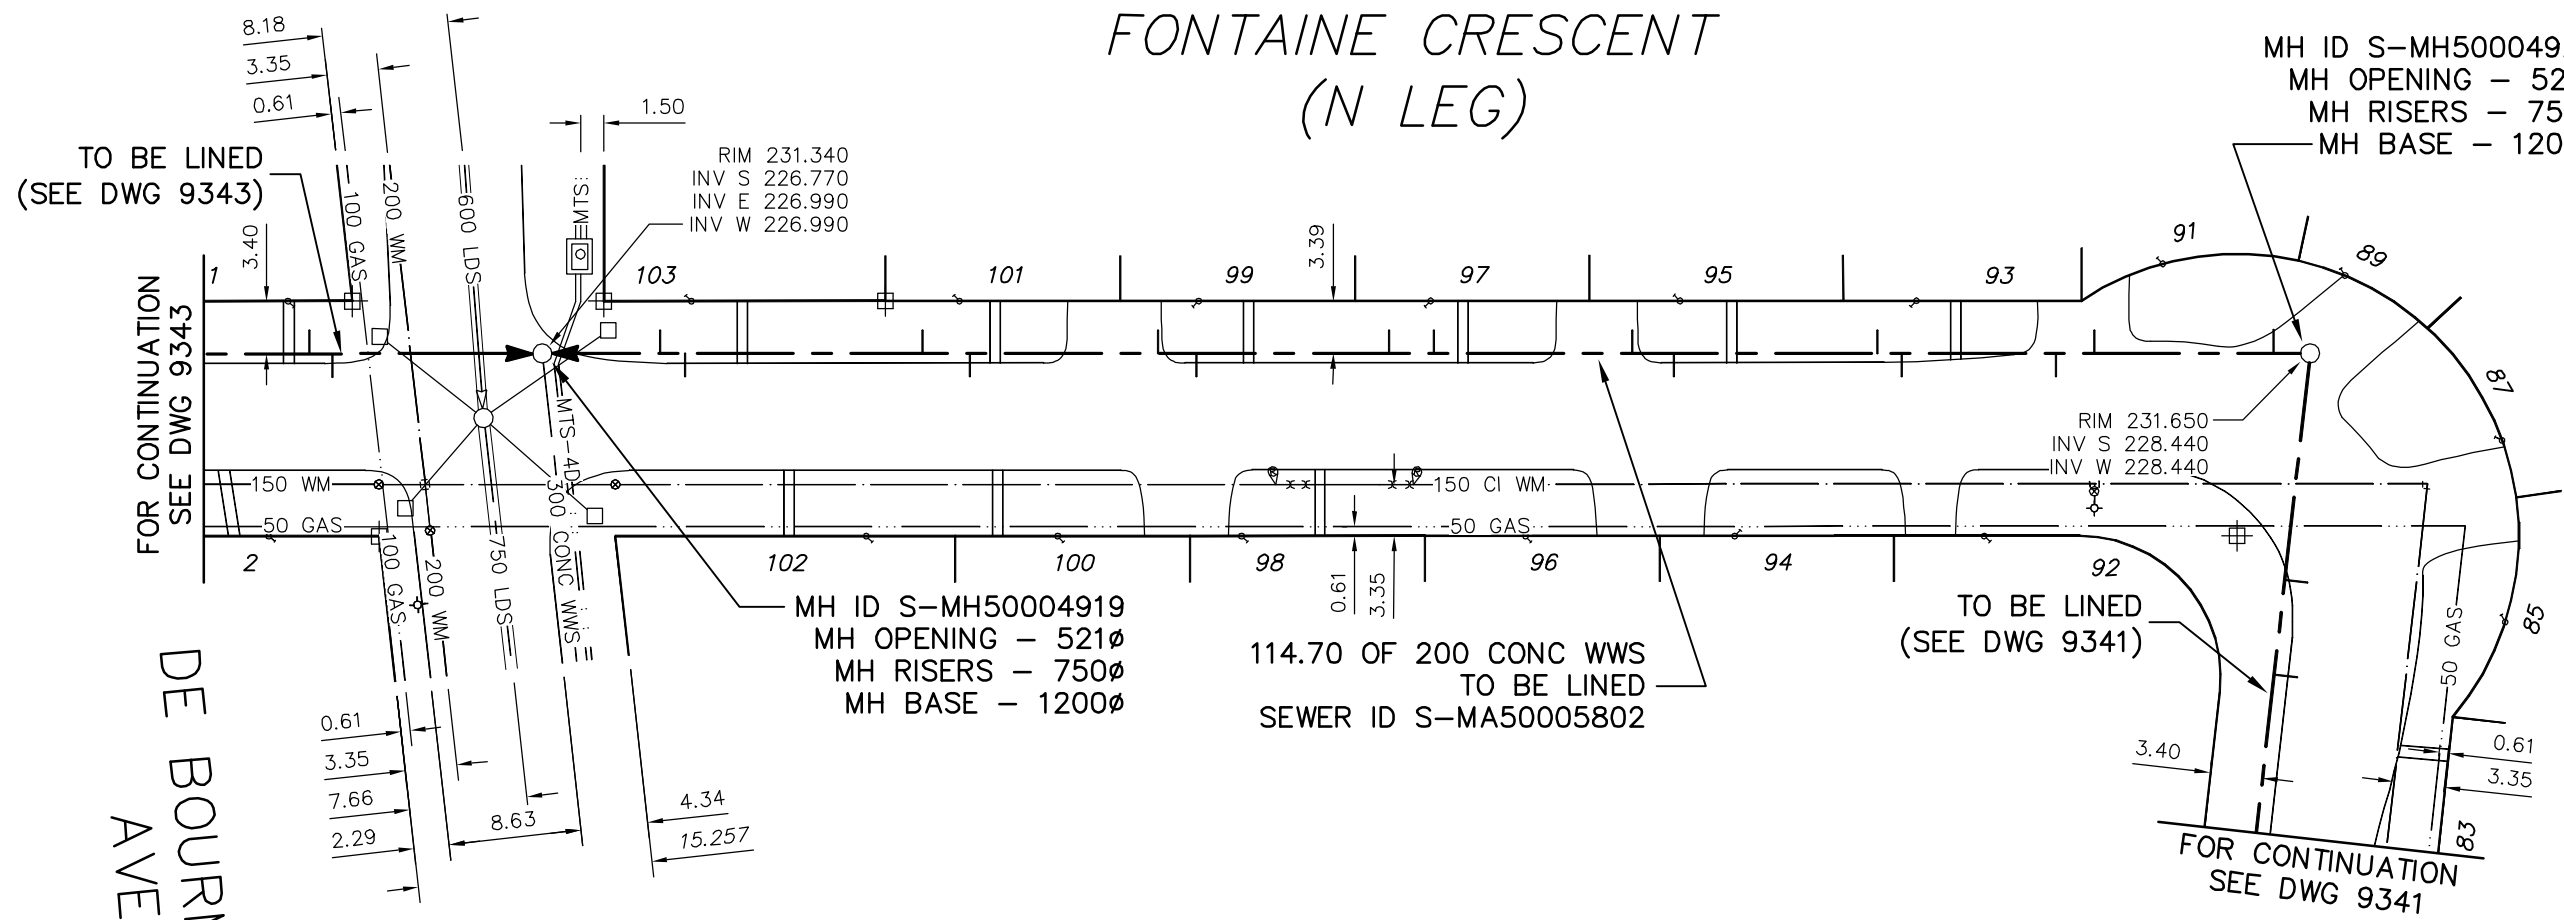 FONTAINE CRESCENT
(N LEG)
8.18
3.35
0.61
1.50
TO BE LINED
(SEE DWG 9343)
RIM 231.340
INV S 226.770
INV E 226.990
INV W 226.990
MH ID S-MH500049
MH OPENING - 52
MH RISERS - 75
MH BASE - 120
3.40
100 GAS
200 WM
600 LDS
MTS
3.39
FOR CONTINUATION
SEE DWG 9343
1
103
101
99
97
95
93
91
89
87
85
83
RIM 231.650
INV S 228.440
INV W 228.440
150 WM
50 GAS
MTS-4D
300 CONC WWS
150 CI WM
50 GAS
2
102
100
98
96
94
92
100 GAS
200 WM
750 LDS
0.61
3.35
MH ID S-MH50004919
MH OPENING - 521ø
MH RISERS - 750ø
MH BASE - 1200ø
114.70 OF 200 CONC WWS
TO BE LINED
SEWER ID S-MA50005802
TO BE LINED
(SEE DWG 9341)
50 GAS
DE BOURM
AVE
0.61
3.35
7.66
2.29
8.63
4.34
15.257
3.40
0.61
3.35
FOR CONTINUATION
SEE DWG 9341